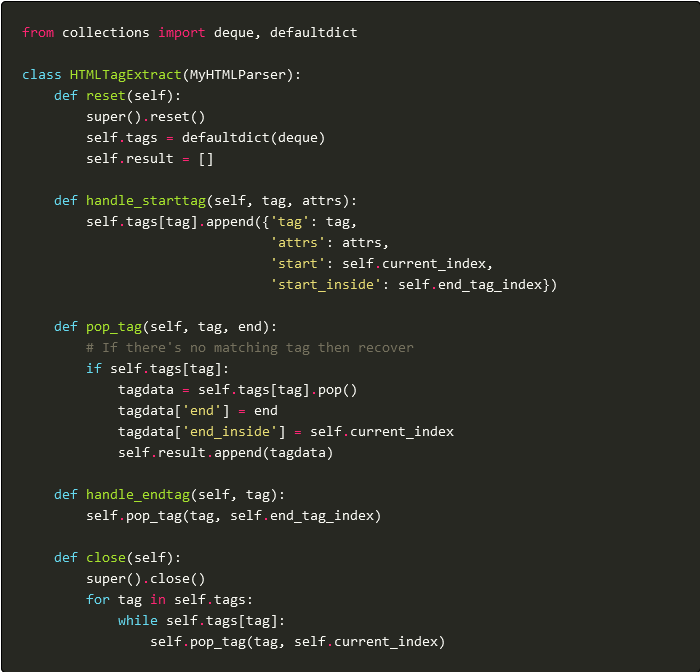 from collections import deque, defaultdict

class HTMLTagExtract(MyHTMLParser):
    def reset(self):
        super().reset()
        self.tags = defaultdict(deque)
        self.result = []

    def handle_starttag(self, tag, attrs):
        self.tags[tag].append({'tag': tag,
                               'attrs': attrs,
                               'start': self.current_index,
                               'start_inside': self.end_tag_index})

    def pop_tag(self, tag, end):
        # If there's no matching tag then recover
        if self.tags[tag]:
            tagdata = self.tags[tag].pop()
            tagdata['end'] = end
            tagdata['end_inside'] = self.current_index
            self.result.append(tagdata)

    def handle_endtag(self, tag):
        self.pop_tag(tag, self.end_tag_index)

    def close(self):
        super().close()
        for tag in self.tags:
            while self.tags[tag]:
                self.pop_tag(tag, self.current_index)